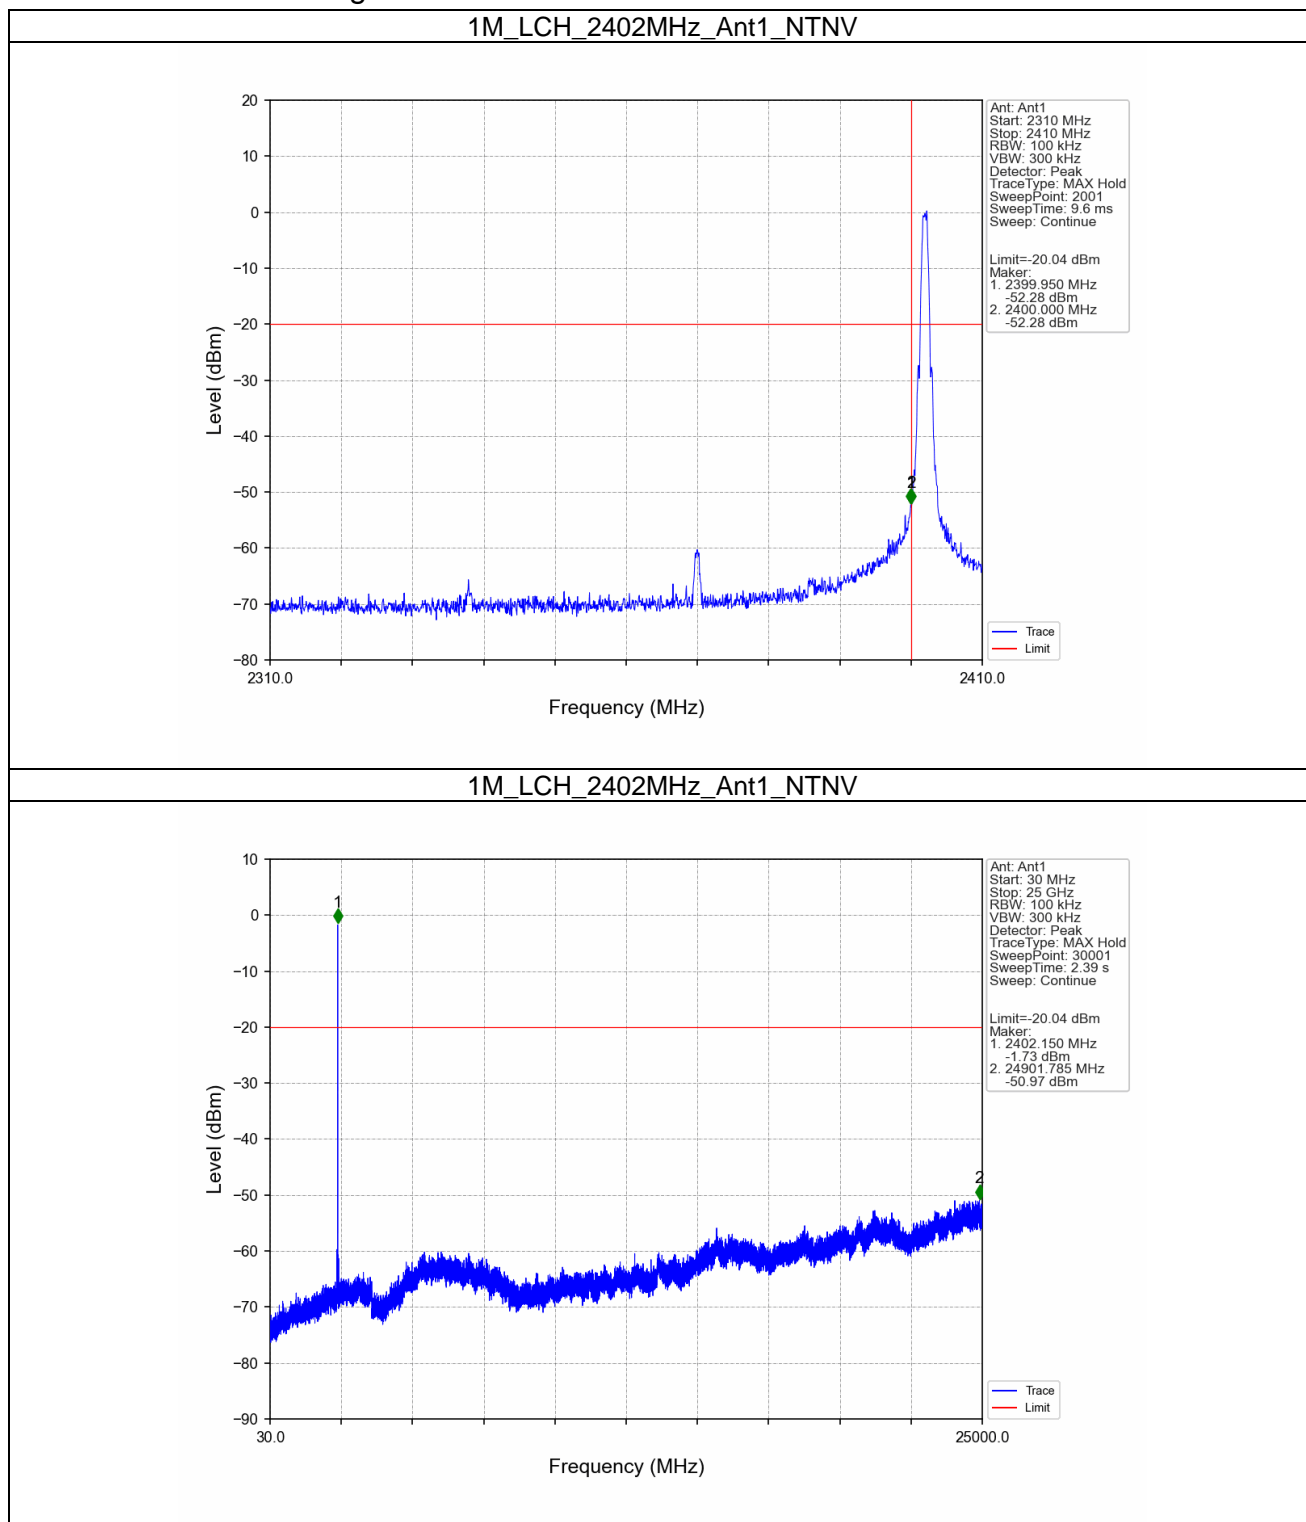 1M_LCH_2402MHz_Ant1_NTNV
20
10
0
−10
−20
−30
−40
−50
−60
−70
−80
Level (dBm)
2310.0
2410.0
Frequency (MHz)
2
Ant: Ant1
Start: 2310 MHz
Stop: 2410 MHz
RBW: 100 kHz
VBW: 300 kHz
Detector: Peak
TraceType: MAX Hold
SweepPoint: 2001
SweepTime: 9.6 ms
Sweep: Continue
Limit=-20.04 dBm
Maker:
1. 2399.950 MHz
-52.28 dBm
2. 2400.000 MHz
-52.28 dBm
Trace
Limit
1M_LCH_2402MHz_Ant1_NTNV
10
0
−10
−20
−30
−40
−50
−60
−70
−80
−90
Level (dBm)
30.0
25000.0
Frequency (MHz)
1
2
Ant: Ant1
Start: 30 MHz
Stop: 25 GHz
RBW: 100 kHz
VBW: 300 kHz
Detector: Peak
TraceType: MAX Hold
SweepPoint: 30001
SweepTime: 2.39 s
Sweep: Continue
Limit=-20.04 dBm
Maker:
1. 2402.150 MHz
-1.73 dBm
2. 24901.785 MHz
-50.97 dBm
Trace
Limit